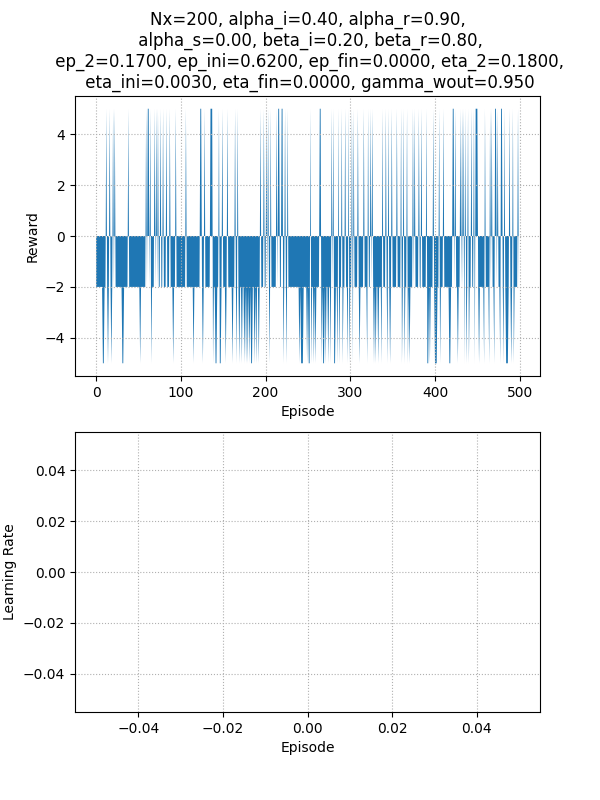 Nx=200, alpha_i=0.40, alpha_r=0.90,
alpha_s=0.00, beta_i=0.20, beta_r=0.80,
ep_2=0.1700, ep_ini=0.6200, ep_fin=0.0000, eta_2=0.1800,
eta_ini=0.0030, eta_fin=0.0000, gamma_wout=0.950
4
2
0
−2
−4
Reward
0 100 200 300 400 500
Episode
0.04
0.02
0.00
−0.02
−0.04
Learning Rate
−0.04 −0.02 0.00 0.02 0.04
Episode